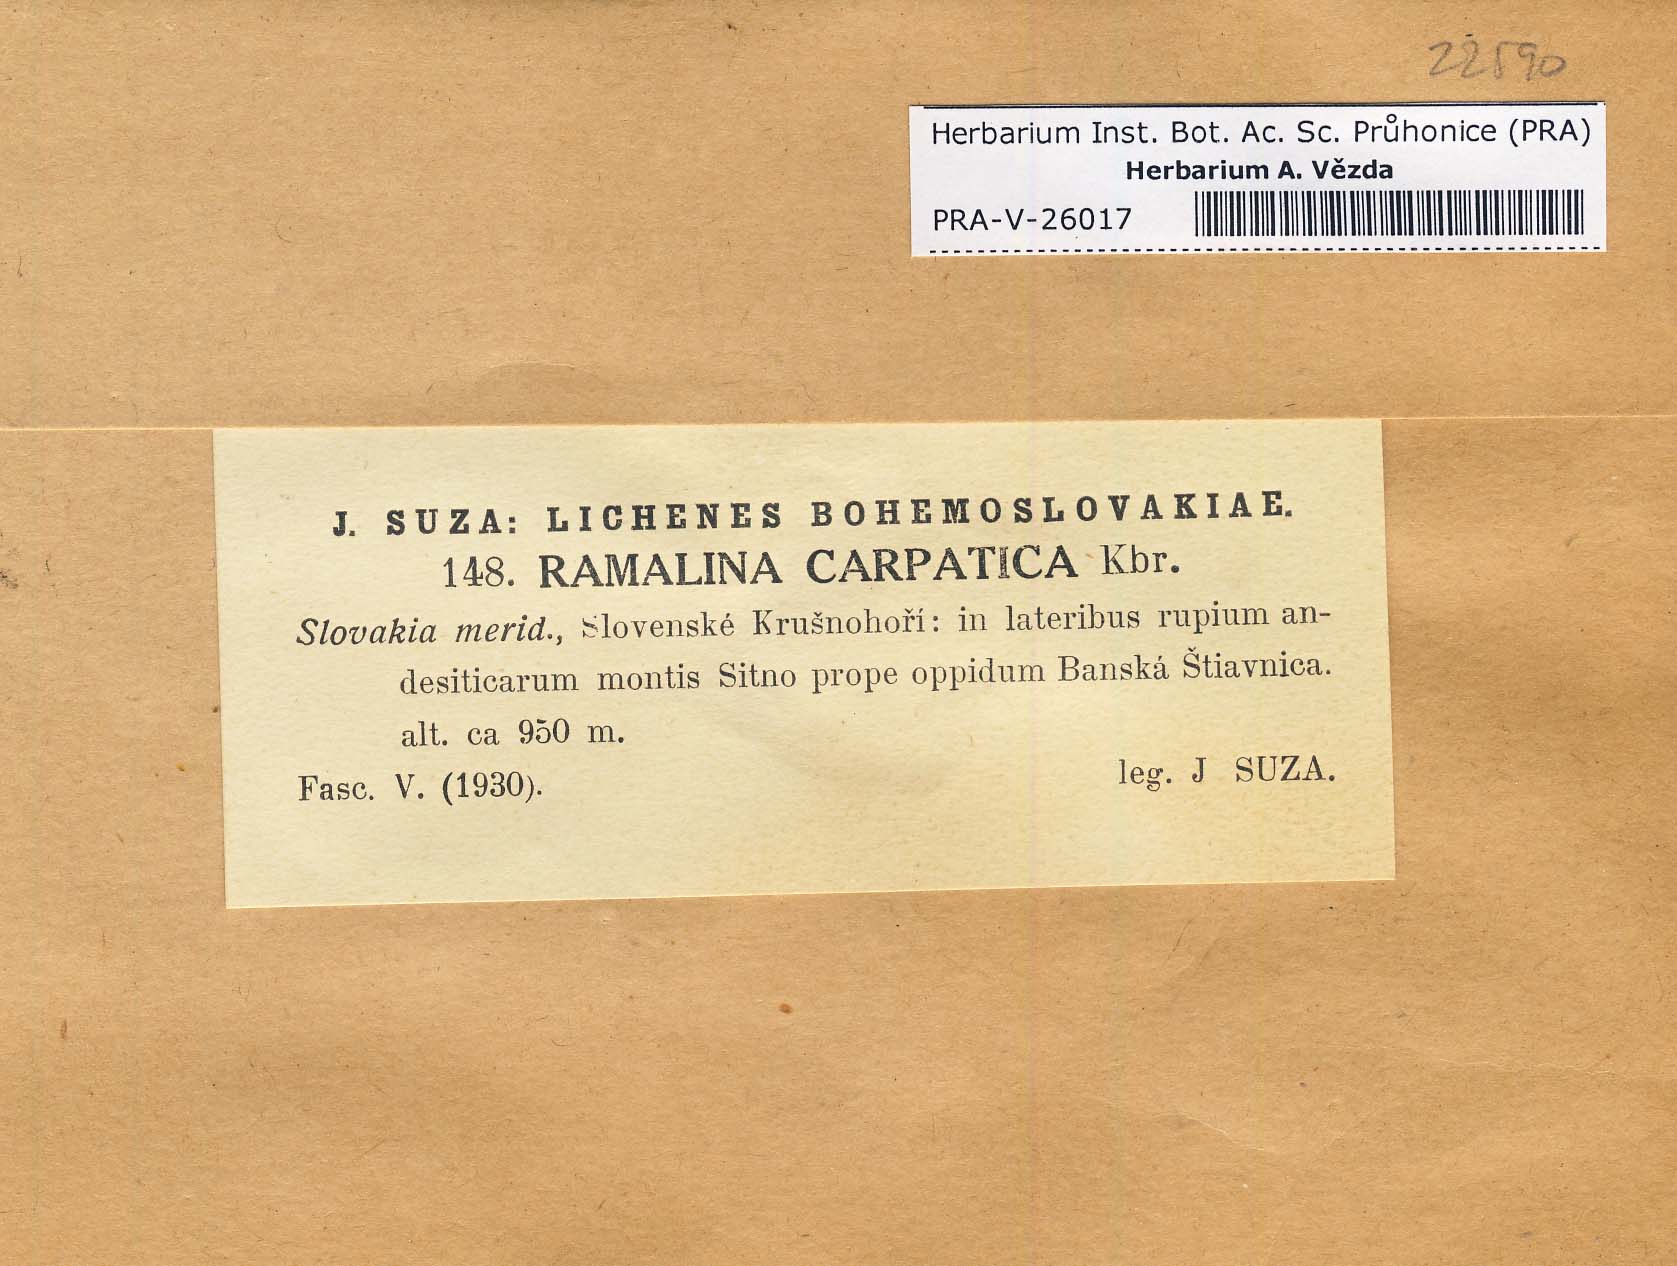 22590
Herbarium Inst. Bot. Ac. Sc. Průhonice (PRA)
Herbarium A. Vězda
PRA-V-26017
J. SUZA: LICHENES BOHEMOSLOVAKIAE.
148. RAMALINA CARPATICA Kbr.
Slovakia merid., Slovenské Krušnohoří: in lateribus rupium an-
desiticarum montis Sitno prope oppidum Banská Štiavnica.
alt. ca 950 m.
Fasc. V. (1930). leg. J SUZA.